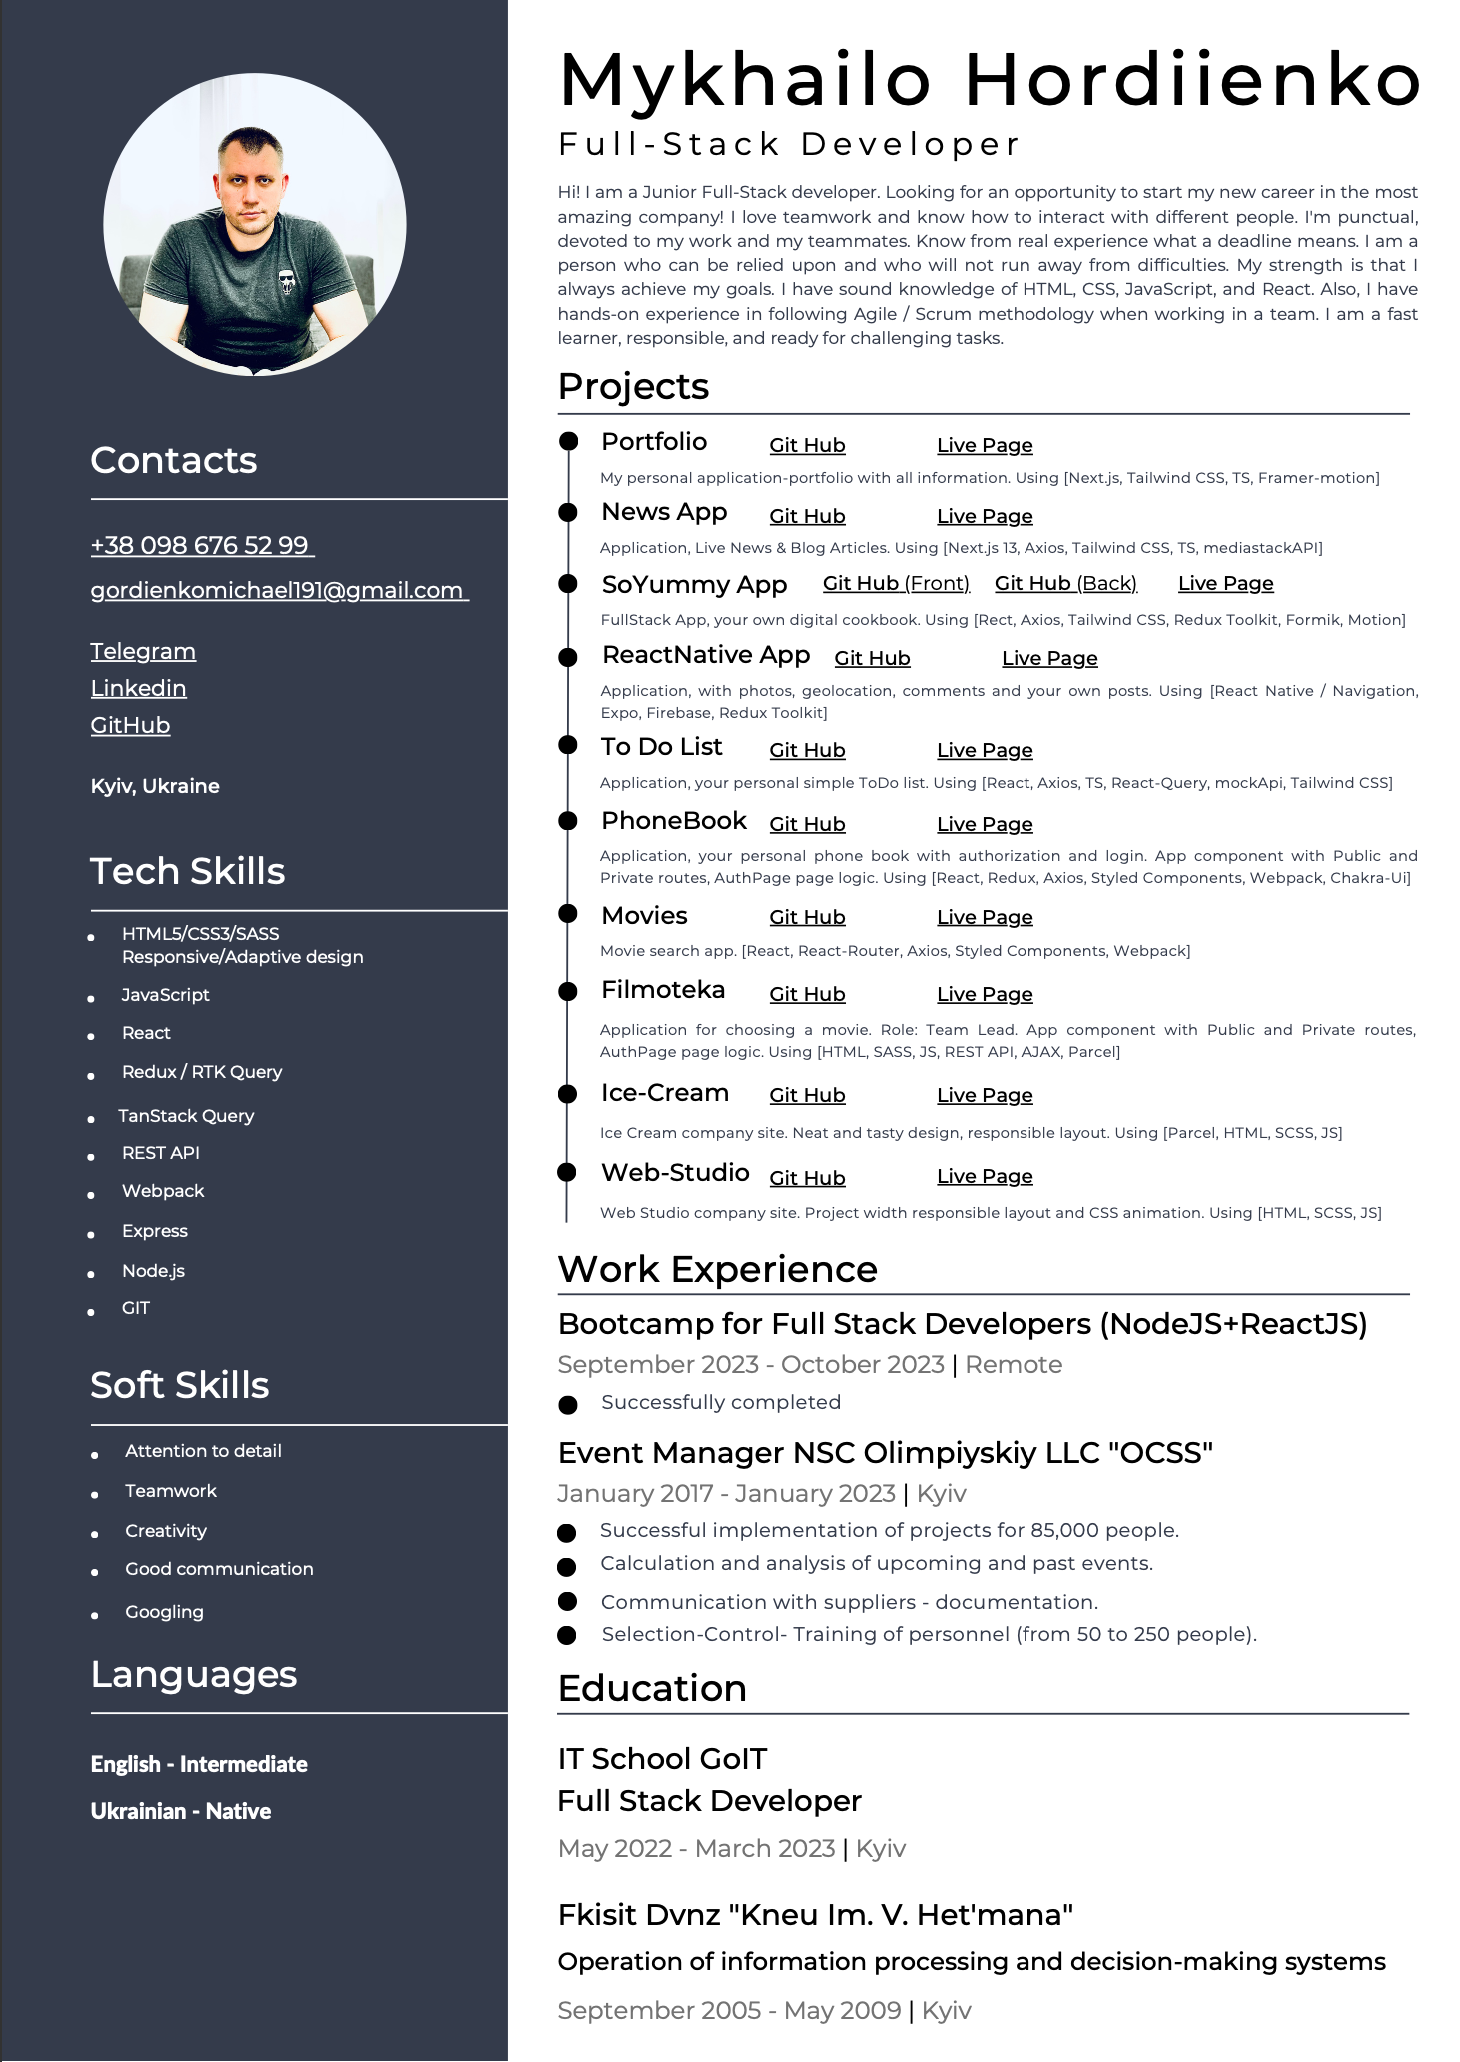 Mykhailo Hordiienko
Full-Stack Developer
Hi! I am a Junior Full-Stack developer. Looking for an opportunity to start my new career in the most
amazing company! I love teamwork and know how to interact with different people. I'm punctual,
devoted to my work and my teammates. Know from real experience what a deadline means. I am a
person who can be relied upon and who will not run away from difficulties. My strength is that I
always achieve my goals. I have sound knowledge of HTML, CSS, JavaScript, and React. Also, I have
hands-on experience in following Agile / Scrum methodology when working in a team. I am a fast
learner, responsible, and ready for challenging tasks.
Contacts
+38 098 676 52 99
gordienkomichael191@gmail.com
Telegram
Linkedin
GitHub
Kyiv, Ukraine
Tech Skills
HTML5/CSS3/SASS
Responsive/Adaptive design
JavaScript
React
Redux / RTK Query
TanStack Query
REST API
Webpack
Express
Node.js
GIT
Soft Skills
Attention to detail
Teamwork
Creativity
Good communication
Googling
Languages
English - Intermediate
Ukrainian - Native
Projects
Portfolio Git Hub Live Page
My personal application-portfolio with all information. Using [Next.js, Tailwind CSS, TS, Framer-motion]
News App Git Hub Live Page
Application, Live News & Blog Articles. Using [Next.js 13, Axios, Tailwind CSS, TS, mediastackAPI]
SoYummy App Git Hub (Front) Git Hub (Back) Live Page
FullStack App, your own digital cookbook. Using [Rect, Axios, Tailwind CSS, Redux Toolkit, Formik, Motion]
ReactNative App Git Hub Live Page
Application, with photos, geolocation, comments and your own posts. Using [React Native / Navigation,
Expo, Firebase, Redux Toolkit]
To Do List Git Hub Live Page
Application, your personal simple ToDo list. Using [React, Axios, TS, React-Query, mockApi, Tailwind CSS]
PhoneBook Git Hub Live Page
Application, your personal phone book with authorization and login. App component with Public and
Private routes, AuthPage page logic. Using [React, Redux, Axios, Styled Components, Webpack, Chakra-Ui]
Movies Git Hub Live Page
Movie search app. [React, React-Router, Axios, Styled Components, Webpack]
Filmoteka Git Hub Live Page
Application for choosing a movie. Role: Team Lead. App component with Public and Private routes,
AuthPage page logic. Using [HTML, SASS, JS, REST API, AJAX, Parcel]
Ice-Cream Git Hub Live Page
Ice Cream company site. Neat and tasty design, responsible layout. Using [Parcel, HTML, SCSS, JS]
Web-Studio Git Hub Live Page
Web Studio company site. Project width responsible layout and CSS animation. Using [HTML, SCSS, JS]
Work Experience
Bootcamp for Full Stack Developers (NodeJS+ReactJS)
September 2023 - October 2023 | Remote
Successfully completed
Event Manager NSC Olimpiyskiy LLC "OCSS"
January 2017 - January 2023 | Kyiv
Successful implementation of projects for 85,000 people.
Calculation and analysis of upcoming and past events.
Communication with suppliers - documentation.
Selection-Control- Training of personnel (from 50 to 250 people).
Education
IT School GoIT
Full Stack Developer
May 2022 - March 2023 | Kyiv
Fkisit Dvnz "Kneu Im. V. Het'mana"
Operation of information processing and decision-making systems
September 2005 - May 2009 | Kyiv